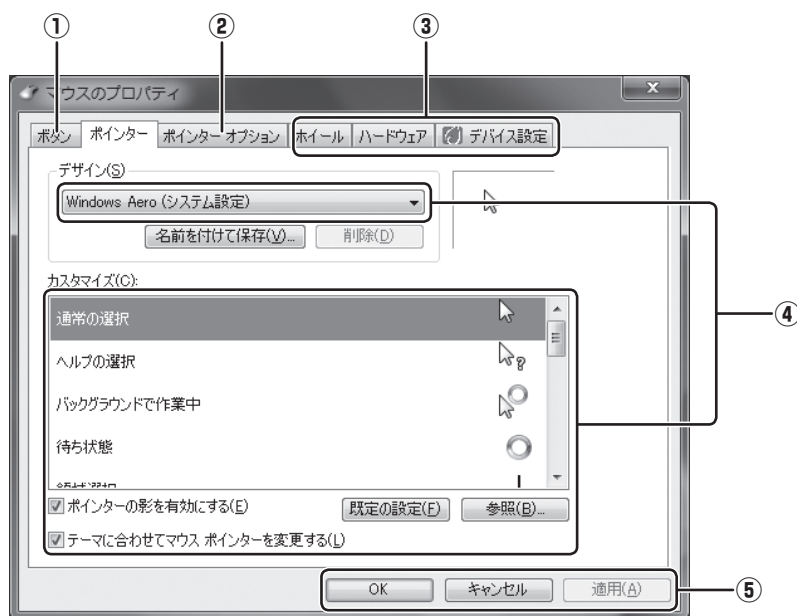 ① ② ③
マウスのプロパティ
ボタン ポインター ポインター オプション ホイール ハードウェア デバイス設定
デザイン(S)
Windows Aero (システム設定)
名前を付けて保存(V)... 削除(D)
④
カスタマイズ(C):
通常の選択
ヘルプの選択
バックグラウンドで作業中
待ち状態
ポインターの影を有効にする(E) 既定の設定(F) 参照(B)...
テーマに合わせてマウス ポインターを変更する(L)
OK キャンセル 適用(A) ⑤